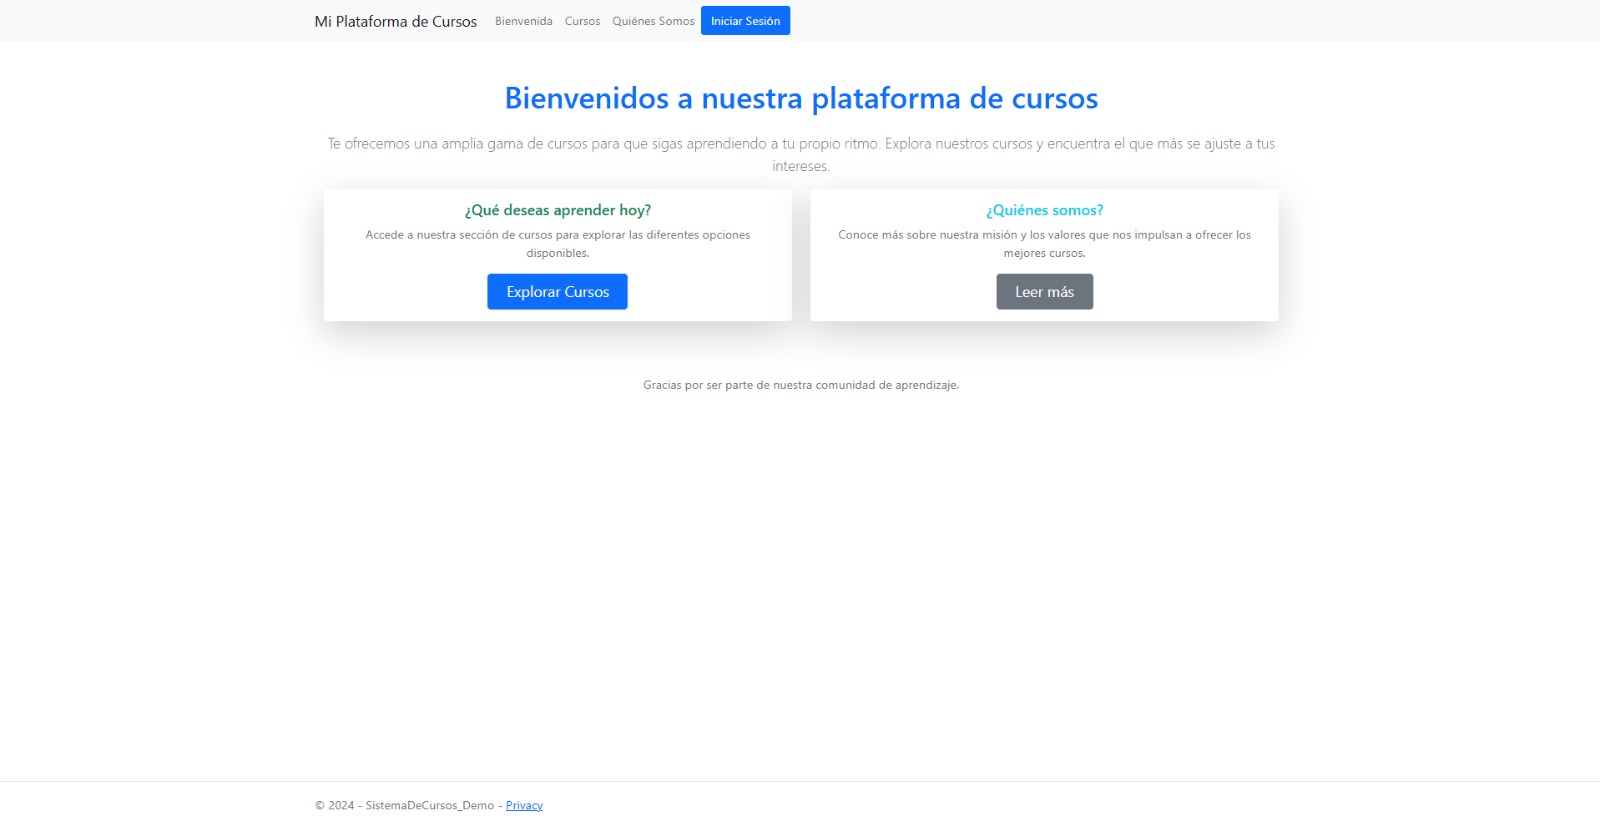 Mi Plataforma de Cursos Bienvenida Cursos Quiénes Somos Iniciar Sesión
Bienvenidos a nuestra plataforma de cursos
Te ofrecemos una amplia gama de cursos para que sigas aprendiendo a tu propio ritmo. Explora nuestros cursos y encuentra el que más se ajuste a tus
intereses.
¿Qué deseas aprender hoy?
Accede a nuestra sección de cursos para explorar las diferentes opciones
disponibles.
Explorar Cursos
¿Quiénes somos?
Conoce más sobre nuestra misión y los valores que nos impulsan a ofrecer los
mejores cursos.
Leer más
Gracias por ser parte de nuestra comunidad de aprendizaje.
© 2024 - SistemaDeCursos_Demo - Privacy